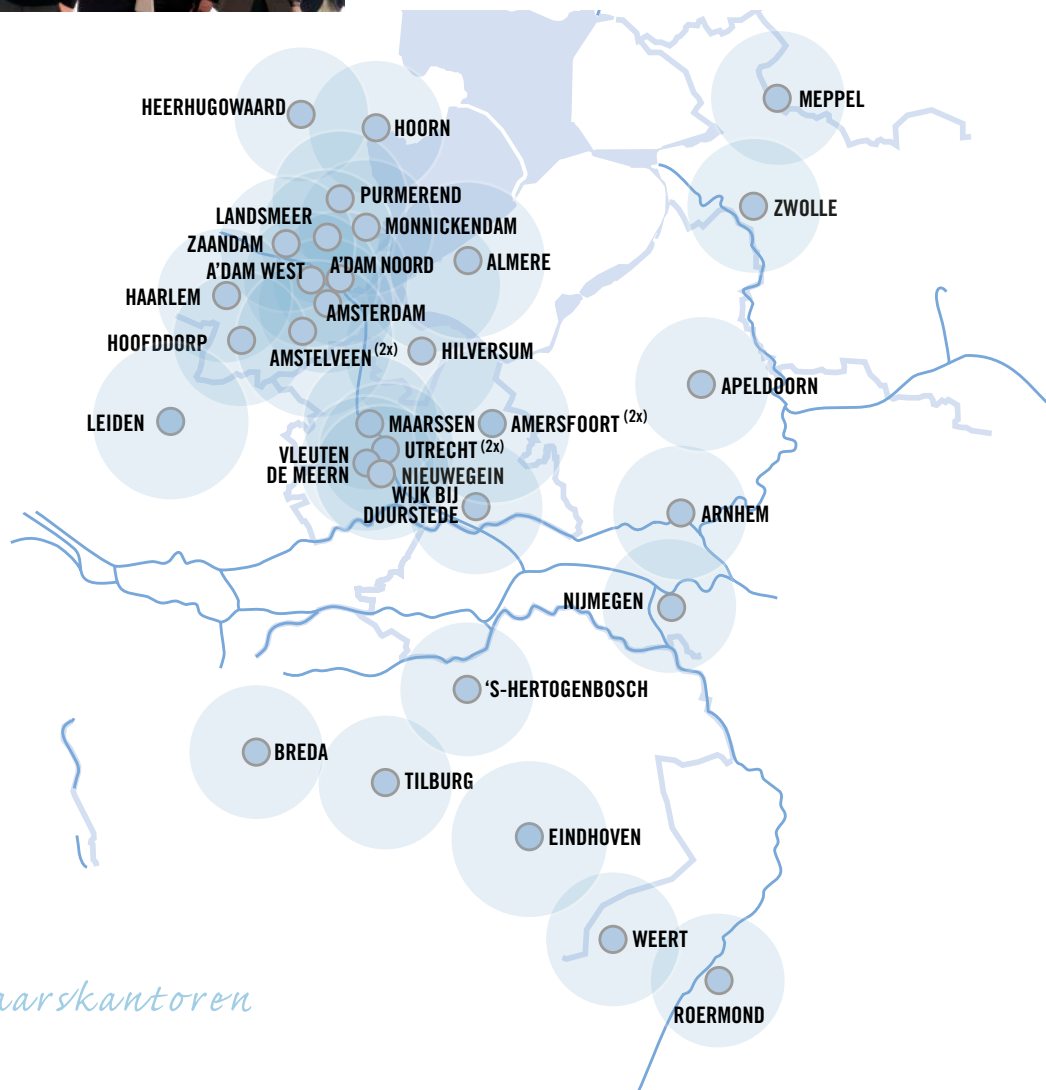 HEERHUGOWAARD
HOORN
MEPPEL
PURMEREND
ZWOLLE
LANDSMEER
MONNICKENDAM
ZAANDAM
ALMERE
A'DAM WEST
A'DAM NOORD
HAARLEM
AMSTERDAM
HOOFDDORP
AMSTELVEEN (2x)
HILVERSUM
APELDOORN
LEIDEN
MAARSSEN
AMERSFOORT (2x)
UTRECHT (2x)
VLEUTEN
DE MEERN
NIEUWEGEIN
WIJK BIJ
DUURSTEDE
ARNHEM
NIJMEGEN
'S-HERTOGENBOSCH
BREDA
TILBURG
EINDHOVEN
WEERT
aarskantoren
ROERMOND